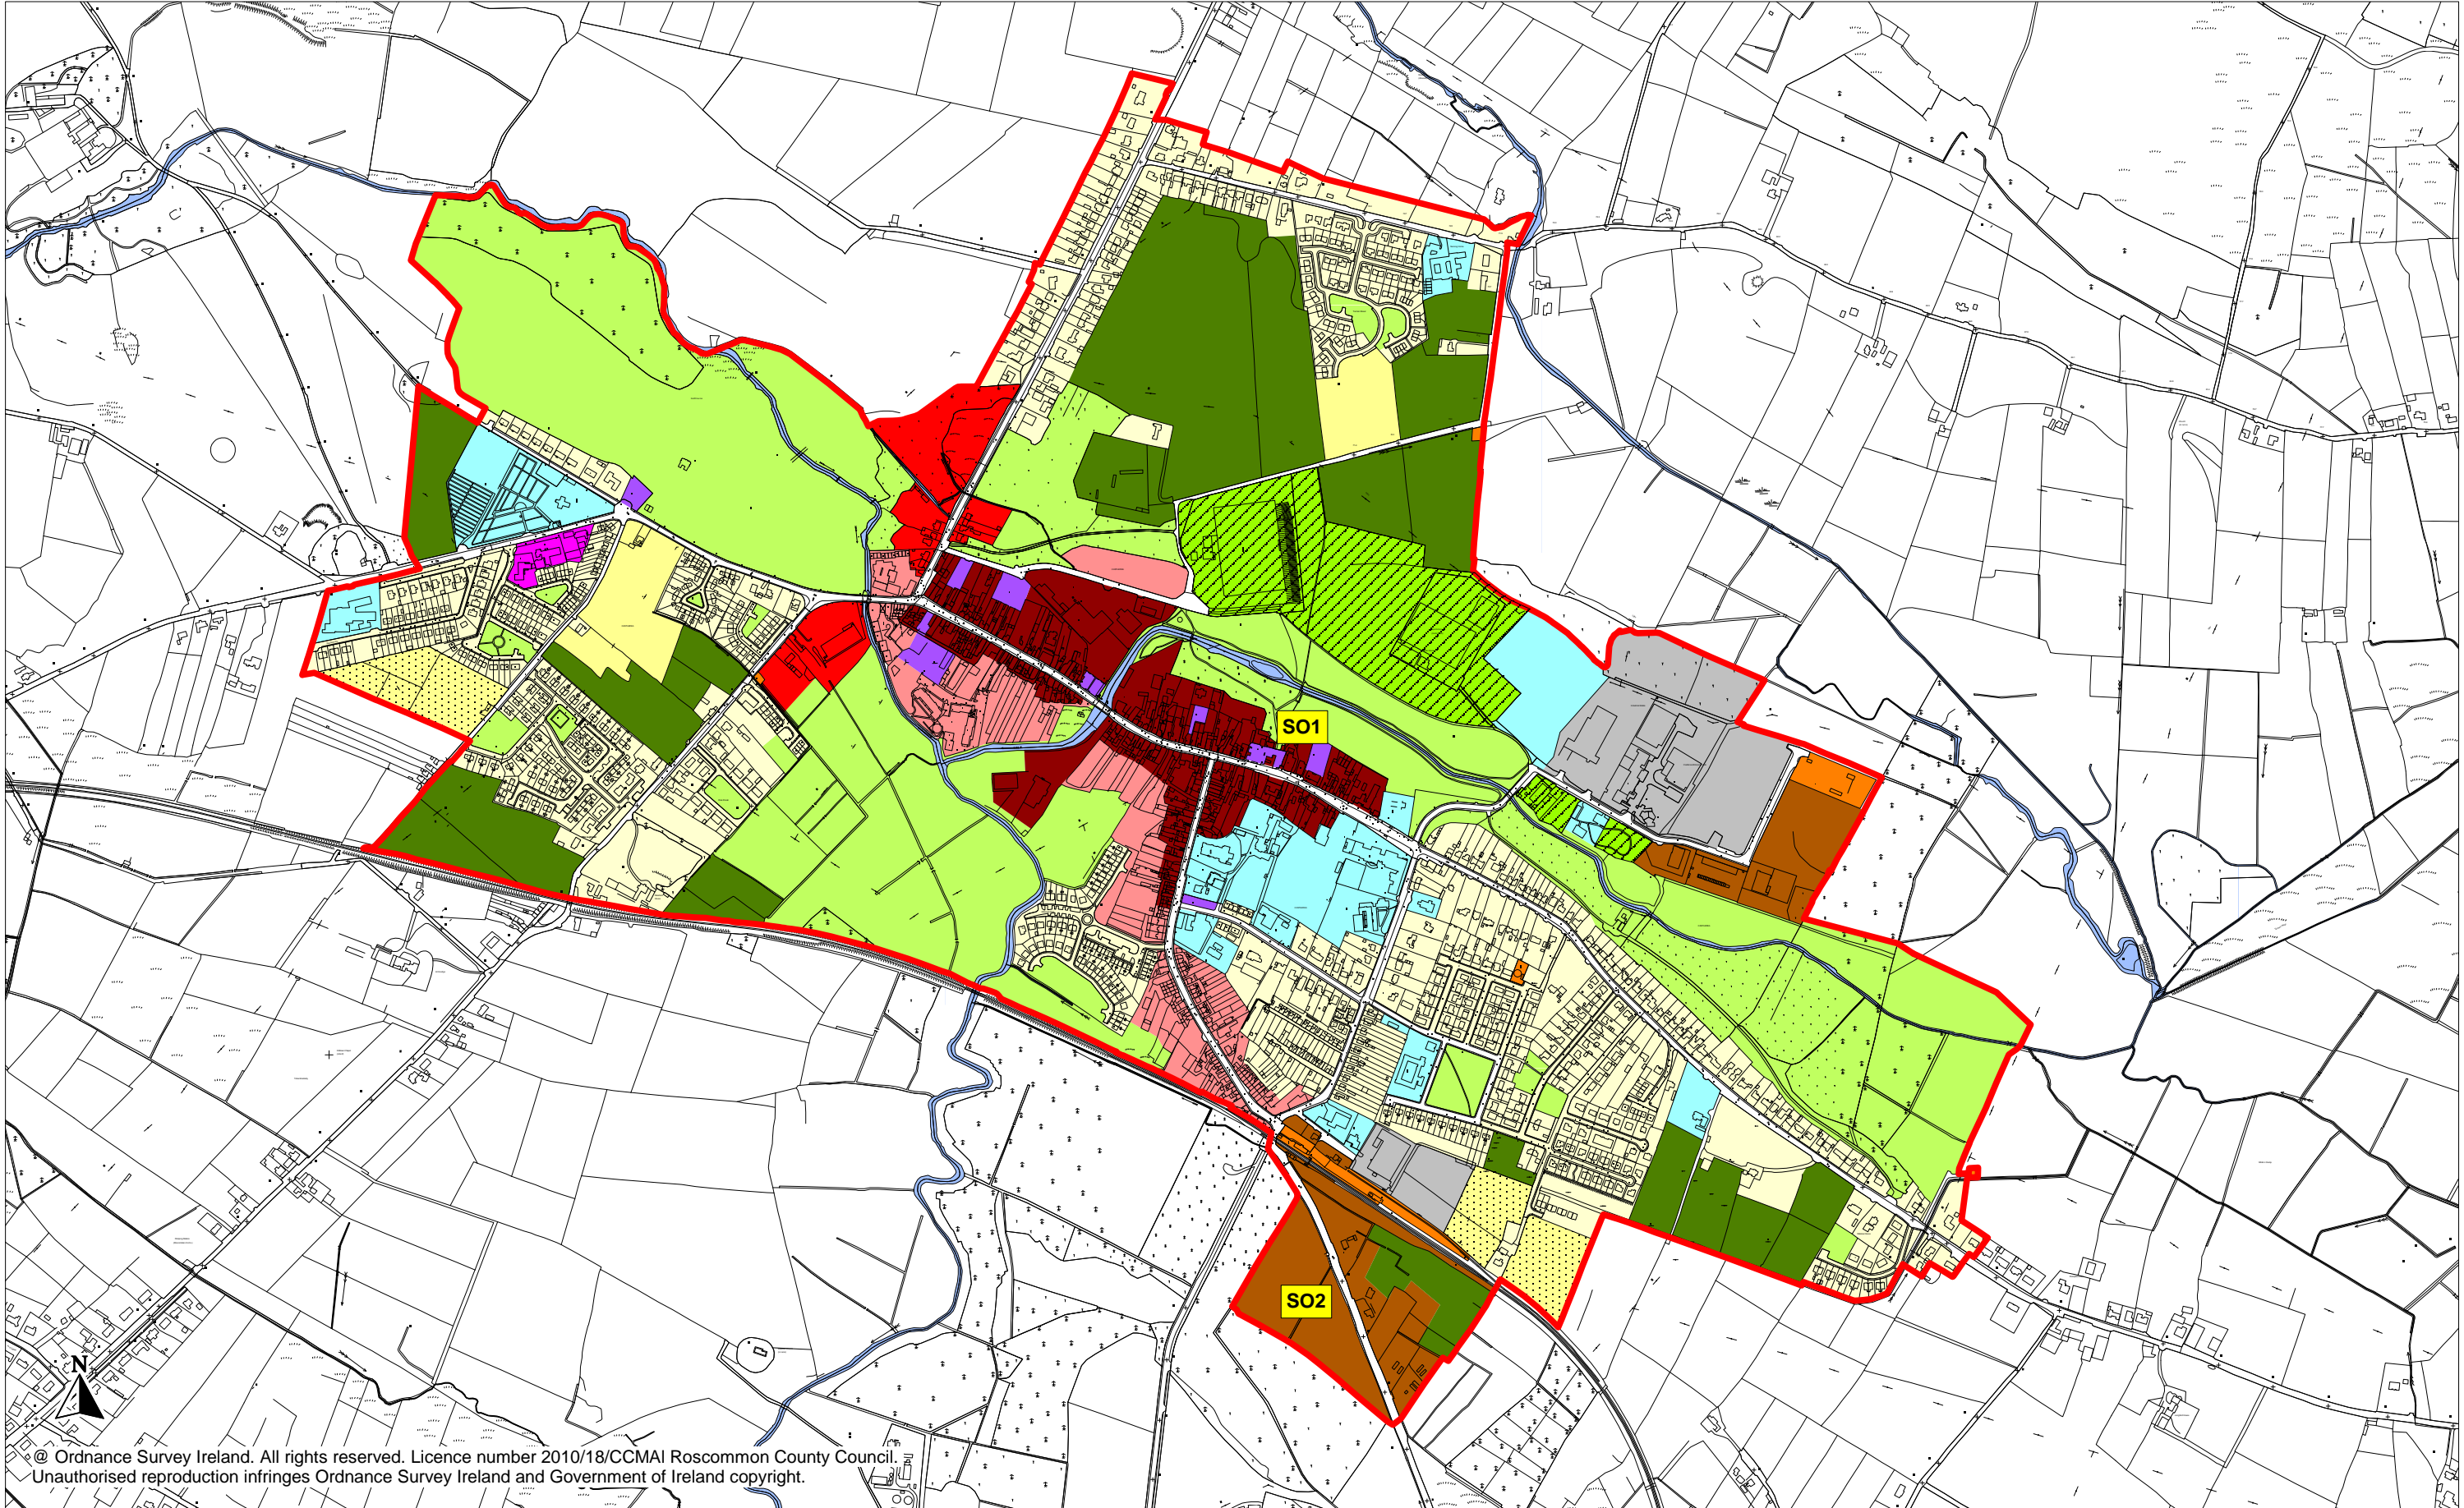 SO1
SO2
N
@ Ordnance Survey Ireland. All rights reserved. Licence number 2010/18/CCMAI Roscommon County Council.
Unauthorised reproduction infringes Ordnance Survey Ireland and Government of Ireland copyright.